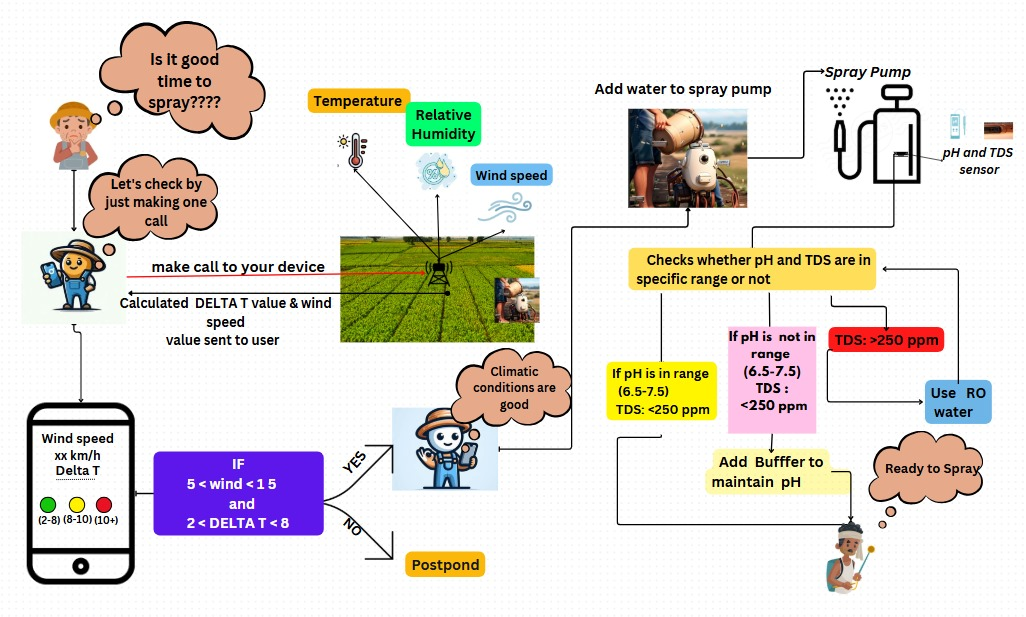 Is It good
time to
spray????
Let's check by
just making one
call
make call to your device
Calculated DELTA T value & wind
speed
value sent to user
Temperature
Relative
Humidity
Wind speed
Wind speed
xx km/h
Delta T
(2-8) (8-10) (10+)
IF
5 < wind < 1 5
and
2 < DELTA T < 8
YES
NO
Climatic
conditions are
good
Postpond
Add water to spray pump
Spray Pump
pH and TDS
sensor
Checks whether pH and TDS are in
specific range or not
If pH is in range
(6.5-7.5)
TDS: <250 ppm
If pH is not in
range
(6.5-7.5)
TDS :
<250 ppm
TDS: >250 ppm
Use RO
water
Add Bufffer to
maintain pH
Ready to Spray